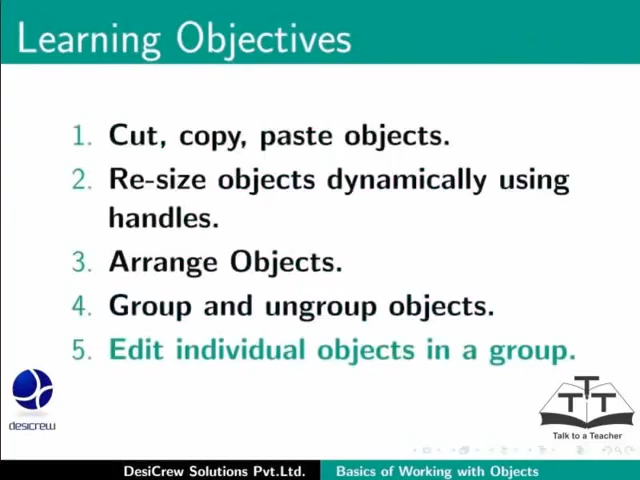 Learning Objectives
1. Cut, copy, paste objects.
2. Re-size objects dynamically using
handles.
3. Arrange Objects.
4. Group and ungroup objects.
5. Edit individual objects in a group.
desicrew
TTT
Talk to a Teacher
DesiCrew Solutions Pvt.Ltd. Basics of Working with Objects